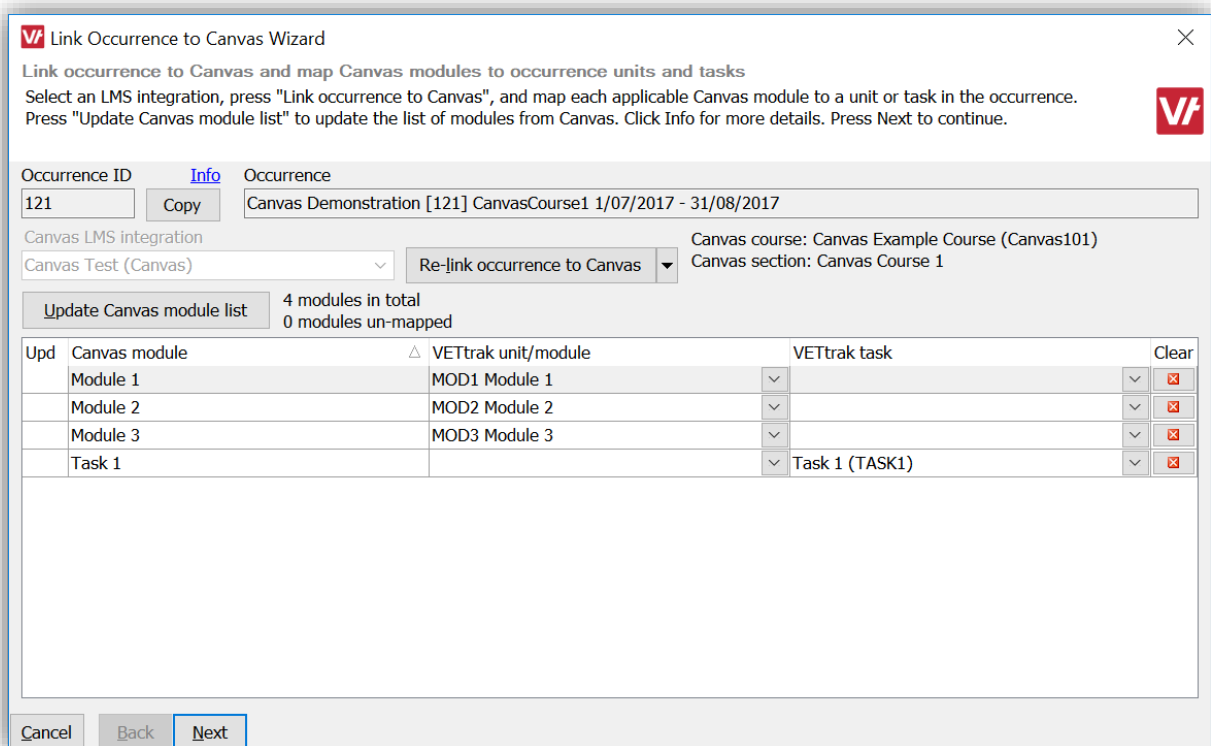 Link Occurrence to Canvas Wizard
Link occurrence to Canvas and map Canvas modules to occurrence units and tasks
Select an LMS integration, press "Link occurrence to Canvas", and map each applicable Canvas module to a unit or task in the occurrence.
Press "Update Canvas module list" to update the list of modules from Canvas. Click Info for more details. Press Next to continue.
Occurrence ID Info Occurrence
121 Copy Canvas Demonstration [121] CanvasCourse1 1/07/2017 - 31/08/2017
Canvas LMS integration
Canvas Test (Canvas) Re-link occurrence to Canvas
Canvas course: Canvas Example Course (Canvas101)
Canvas section: Canvas Course 1
Update Canvas module list
4 modules in total
0 modules un-mapped
Upd Canvas module VETtrak unit/module VETtrak task Clear
Module 1 MOD1 Module 1
Module 2 MOD2 Module 2
Module 3 MOD3 Module 3
Task 1 Task 1 (TASK1)
Cancel Back Next